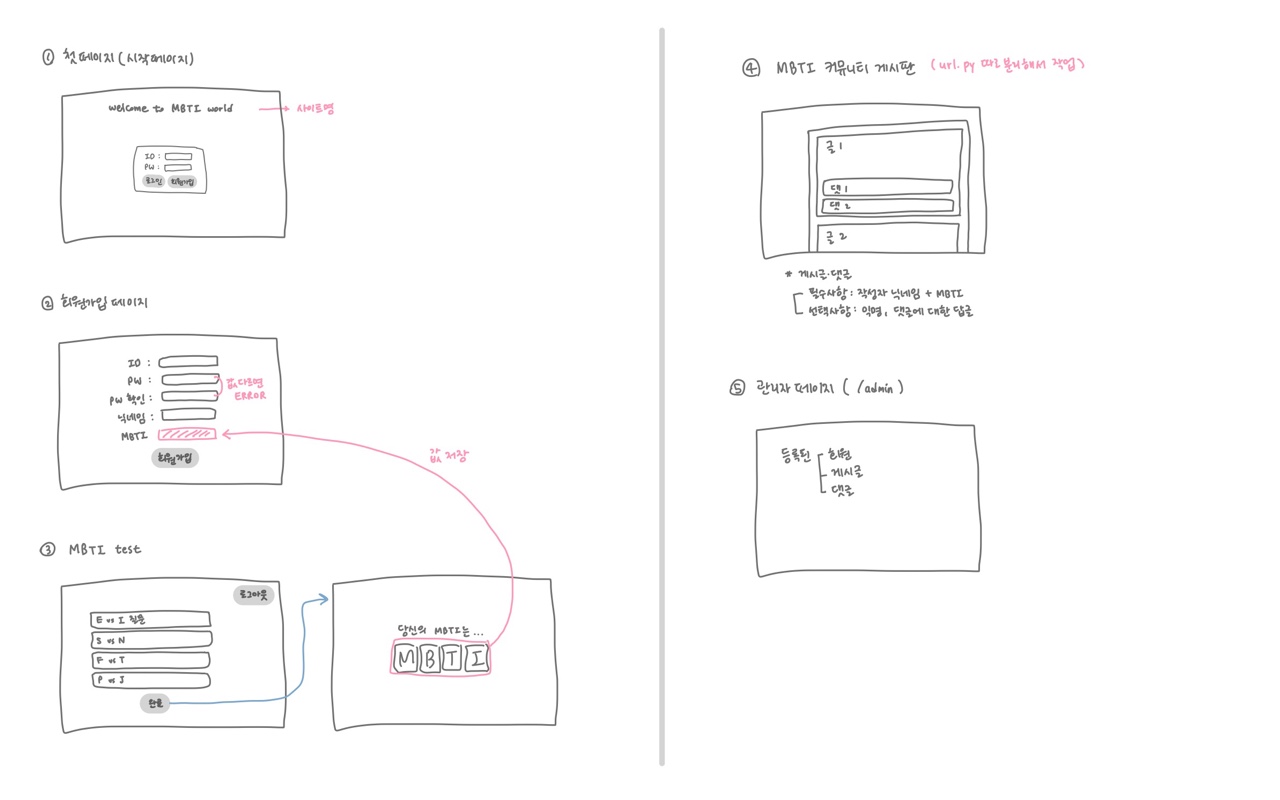 ① 첫 페이지 (시작페이지)
welcome to MBTI world
사이트명
ID :
PW :
로그인 회원가입
② 회원가입 페이지
ID :
PW :
PW 확인 :
값 다르면
ERROR
닉네임 :
MBTI
회원가입
값 저장
③ MBTI test
로그아웃
E vs I 질문
S vs N
F vs T
P vs J
완료
당신의 MBTI는 ...
M B T I
④ MBTI 커뮤니티 게시판 (url.py 따로 분리해서 작업)
글 1
댓 1
댓 2
글 2
* 게시글·댓글
필수사항 : 작성자 닉네임 + MBTI
선택사항 : 익명, 댓글에 대한 답글
⑤ 관리자 페이지 ( /admin )
등록된 회원
게시글
댓글